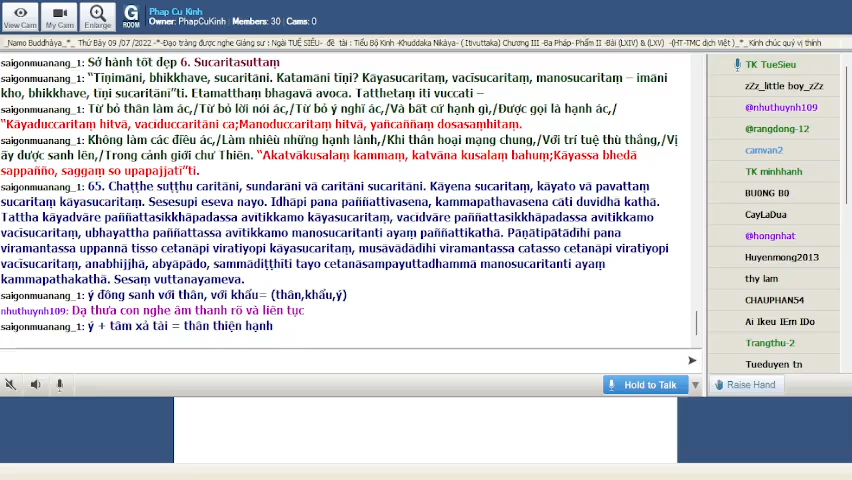 Phap Cu Kinh
Owner: PhapCuKinh | Members: 30 | Cams: 0
View Cam
My Cam
Enlarge
G
ROOM
_Namo Buddhâya_*_ Thứ Bảy 09 /07 /2022 -*-Đạo tràng được nghe Giảng sư : Ngài TUỆ SIÊU- đề tài : Tiểu Bộ Kinh -Khuddaka Nikàya- ( Itivuttaka) Chương III -Ba Pháp- Phẩm II -Bài (LXIV) & (LXV) -(HT-TMC dịch Việt )_*_ Kính chúc quý vị thính
saigonmuanang_1: Sở hành tốt đẹp 6. Sucaritasuttaṃ
saigonmuanang_1: “Tīṇimāni, bhikkhave, sucaritāni. Katamāni tīṇi? Kāyasucaritaṃ, vacīsucaritaṃ, manosucaritaṃ – imāni
kho, bhikkhave, tīṇi sucaritānī”ti. Etamatthaṃ bhagavā avoca. Tatthetaṃ iti vuccati –
saigonmuanang_1: Từ bỏ thân làm ác,/Từ bỏ lời nói ác,/Từ bỏ ý nghĩ ác,/Và bất cứ hạnh gì,/Được gọi là hạnh ác,/
“Kāyaduccaritaṃ hitvā, vacīduccaritāni ca;Manoduccaritaṃ hitvā, yañcaññaṃ dosasaṃhitaṃ.
saigonmuanang_1: Không làm các điều ác,/Làm nhiều những hạnh lành,/Khi thân hoại mạng chung,/Với trí tuệ thù thắng,/Vị
ấy được sanh lên,/Trong cảnh giới chư Thiên. “Akatvākusalaṃ kammaṃ, katvāna kusalaṃ bahuṃ;Kāyassa bhedā
sappañño, saggaṃ so upapajjatī”ti.
saigonmuanang_1: 65. Chaṭṭhe suṭṭhu caritāni, sundarāni vā caritāni sucaritāni. Kāyena sucaritaṃ, kāyato vā pavattaṃ
sucaritaṃ kāyasucaritaṃ. Sesesupi eseva nayo. Idhāpi pana paññattivasena, kammapathavasena cāti duvidhā kathā.
Tattha kāyadvāre paññattasikkhāpadassa avītikkamo kāyasucaritaṃ, vacīdvāre paññattasikkhāpadassa avītikkamo
vacīsucaritaṃ, ubhayattha paññattassa avītikkamo manosucaritanti ayaṃ paññattikathā. Pāṇātipātādīhi pana
viramantassa uppannā tisso cetanāpi viratiyopi kāyasucaritaṃ, musāvādādīhi viramantassa catasso cetanāpi viratiyopi
vacīsucaritaṃ, anabhijjhā, abyāpādo, sammādiṭṭhīti tayo cetanāsampayuttadhammā manosucaritanti ayaṃ
kammapathakathā. Sesaṃ vuttanayameva.
saigonmuanang_1: ý đồng sanh với thân, với khẩu= (thân,khẩu,ý)
nhuthuynh109: Dạ thưa con nghe âm thanh rõ và liên tục
saigonmuanang_1: ý + tâm xả tài = thân thiện hạnh
Hold to Talk
TK TueSieu
zZz_little boy_zZz
@nhuthuynh109
@rangdong-12
camvan2
TK minhhanh
BU0NG B0
CayLaDua
@hongnhat
Huyenmong2013
thy lam
CHAUPHAN54
Ai Ikeu IEm IDo
Trangthu-2
Tueduyen tn
Raise Hand